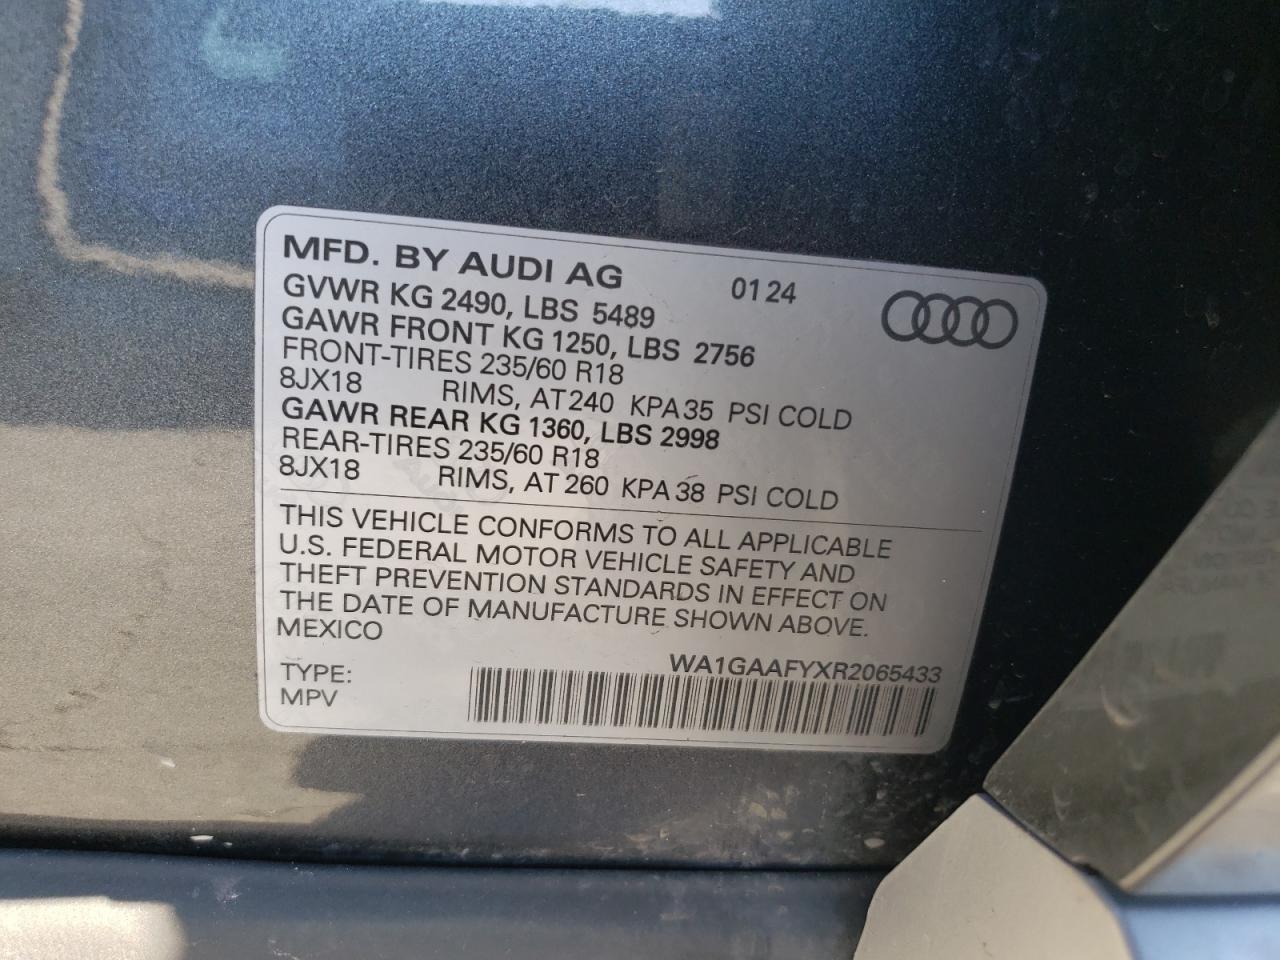 MFD. BY AUDI AG 0124
GVWR KG 2490, LBS 5489
GAWR FRONT KG 1250, LBS 2756
FRONT-TIRES 235/60 R18
8JX18 RIMS, AT 240 KPA 35 PSI COLD
GAWR REAR KG 1360, LBS 2998
REAR-TIRES 235/60 R18
8JX18 RIMS, AT 260 KPA 38 PSI COLD
THIS VEHICLE CONFORMS TO ALL APPLICABLE
U.S. FEDERAL MOTOR VEHICLE SAFETY AND
THEFT PREVENTION STANDARDS IN EFFECT ON
THE DATE OF MANUFACTURE SHOWN ABOVE.
MEXICO
WA1GAAFYXR2065433
TYPE:
MPV